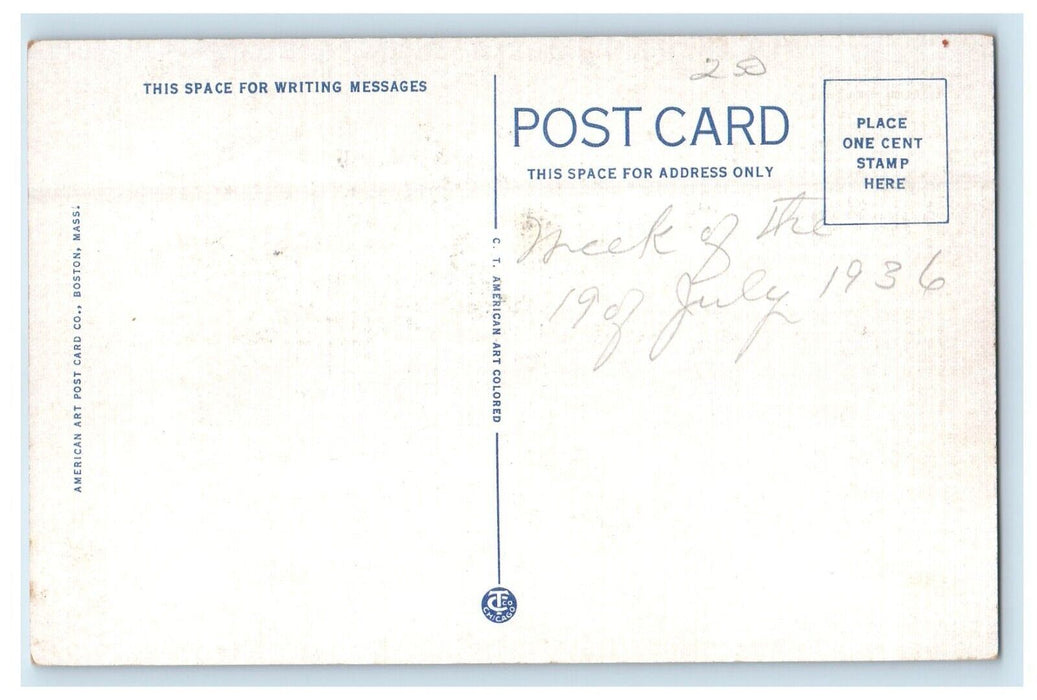 THIS SPACE FOR WRITING MESSAGES
AMERICAN ART POST CARD CO., BOSTON, MASS.
C. T. AMERICAN ART COLORED
CT CO
CHICAGO
POST CARD
THIS SPACE FOR ADDRESS ONLY
PLACE
ONE CENT
STAMP
HERE
Week of the
19 of July 1936